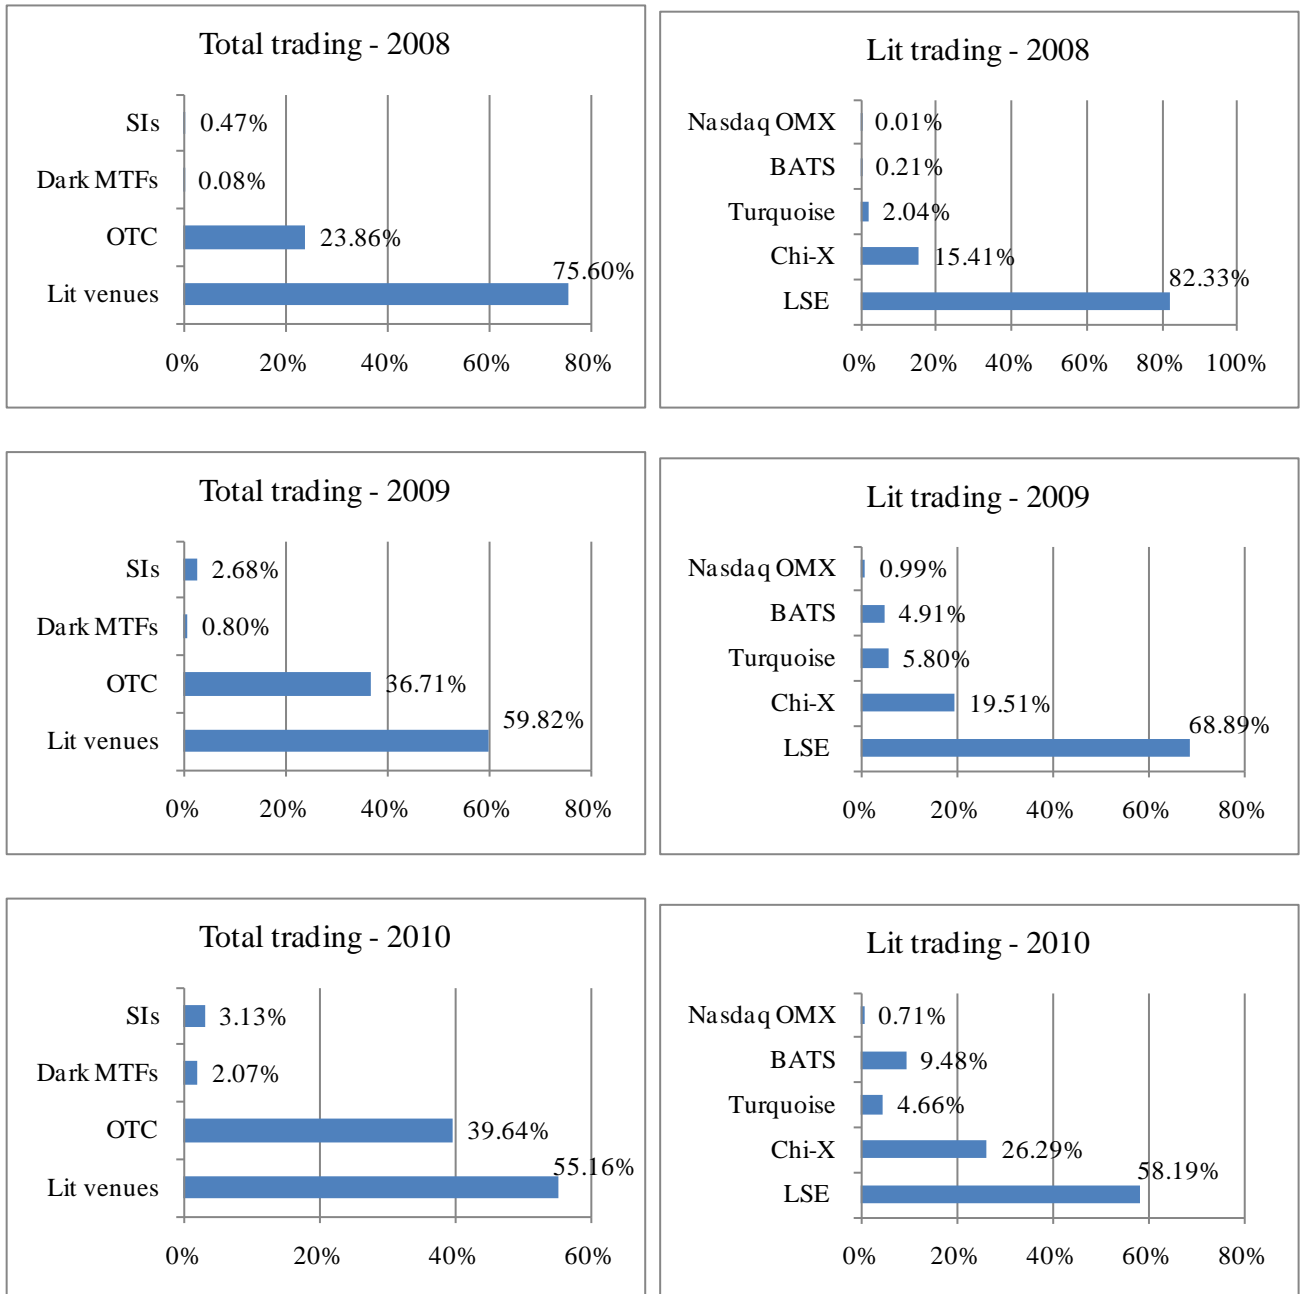 Total trading - 2008
SIs 0.47%
Dark MTFs 0.08%
OTC 23.86%
Lit venues 75.60%
0% 20% 40% 60% 80%
Lit trading - 2008
Nasdaq OMX 0.01%
BATS 0.21%
Turquoise 2.04%
Chi-X 15.41%
LSE 82.33%
0% 20% 40% 60% 80% 100%
Total trading - 2009
SIs 2.68%
Dark MTFs 0.80%
OTC 36.71%
Lit venues 59.82%
0% 20% 40% 60% 80%
Lit trading - 2009
Nasdaq OMX 0.99%
BATS 4.91%
Turquoise 5.80%
Chi-X 19.51%
LSE 68.89%
0% 20% 40% 60% 80%
Total trading - 2010
SIs 3.13%
Dark MTFs 2.07%
OTC 39.64%
Lit venues 55.16%
0% 20% 40% 60%
Lit trading - 2010
Nasdaq OMX 0.71%
BATS 9.48%
Turquoise 4.66%
Chi-X 26.29%
LSE 58.19%
0% 20% 40% 60% 80%